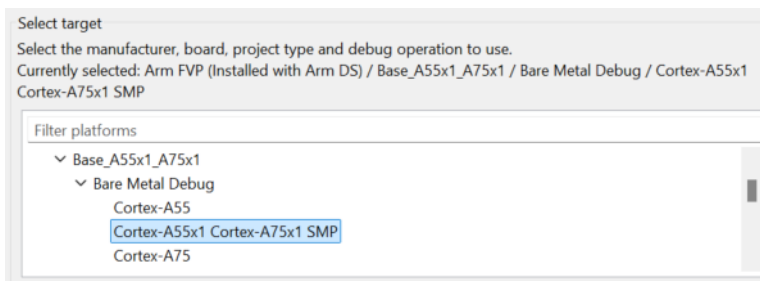 Select target
Select the manufacturer, board, project type and debug operation to use.
Currently selected: Arm FVP (Installed with Arm DS) / Base_A55x1_A75x1 / Bare Metal Debug / Cortex-A55x1
Cortex-A75x1 SMP
Filter platforms
Base_A55x1_A75x1
Bare Metal Debug
Cortex-A55
Cortex-A55x1 Cortex-A75x1 SMP
Cortex-A75